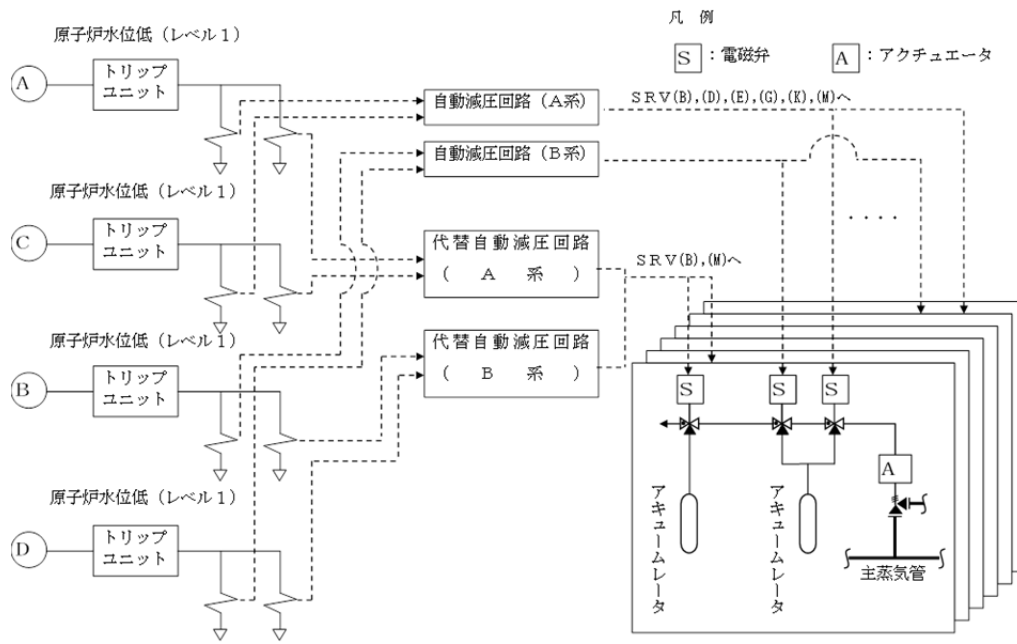 凡 例
S：電磁弁
A：アクチュエータ
原子炉水位低（レベル１）
A
トリップ
ユニット
原子炉水位低（レベル１）
C
トリップ
ユニット
原子炉水位低（レベル１）
B
トリップ
ユニット
原子炉水位低（レベル１）
D
トリップ
ユニット
自動減圧回路（A系）
自動減圧回路（B系）
代替自動減圧回路
（ A 系 ）
代替自動減圧回路
（ B 系 ）
SRV(B),(D),(E),(G),(K),(M)へ
SRV(B),(M)へ
‥‥
S
S
S
A
アキュームレータ
アキュームレータ
主蒸気管